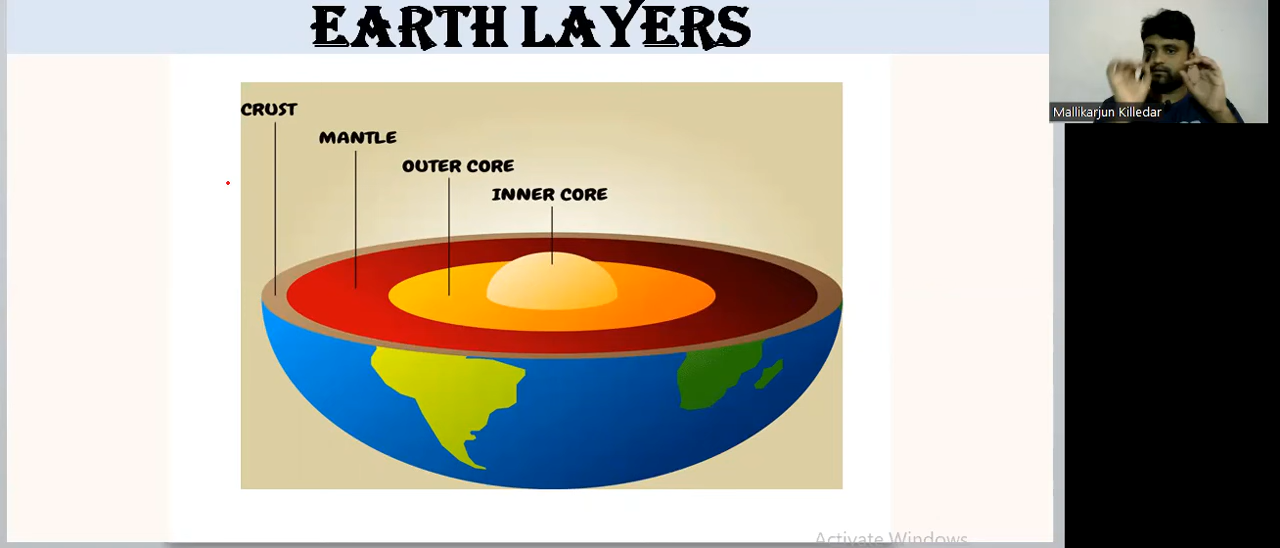 EARTH LAYERS
CRUST
MANTLE
OUTER CORE
INNER CORE
Mallikarjun Killedar
Activate Windows